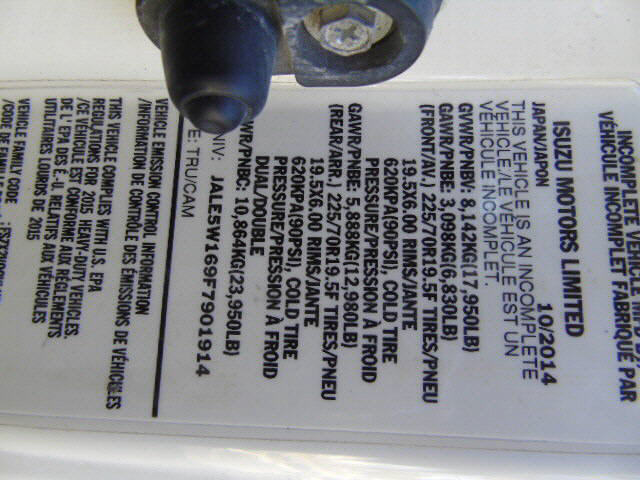 INCOMPLETE VEHICLE
VÉHICULE INCOMPLET FABRIQUÉ PAR
ISUZU MOTORS LIMITED
JAPAN/JAPON 10/2014
THIS VEHICLE IS AN INCOMPLETE
VEHICLE/LE VÉHICULE EST UN
VÉHICULE INCOMPLET.
GVWR/PNBV: 8,142KG(17,950LB)
GAWR/PNBE: 3,098KG(6,830LB)
(FRONT/AV.) 225/70R19.5F TIRES/PNEU
19.5X6.00 RIMS/JANTE
620KPA(90PSI), COLD TIRE
PRESSURE/PRESSION À FROID
GAWR/PNBE: 5,888KG(12,980LB)
(REAR/ARR.) 225/70R19.5F TIRES/PNEU
19.5X6.00 RIMS/JANTE
620KPA(90PSI), COLD TIRE
PRESSURE/PRESSION À FROID
DUAL/DOUBLE
WR/PNBC: 10,864KG(23,950LB)
NIV: JALE5W169F7901914
E: TRU/CAM
VEHICLE EMISSION CONTROL INFORMATION
/INFORMATION DE CONTRÔLE DES ÉMISSIONS DE VÉHICULES
THIS VEHICLE COMPLIES WITH U.S. EPA
REGULATIONS FOR 2015 HEAVY-DUTY VEHICLES.
/CE VÉHICULE EST CONFORME AUX RÈGLEMENTS
DE L' EPA DES É.-U. RELATIFS AUX VÉHICULES
UTILITAIRES LOURDS DE 2015
VEHICLE FAMILY CODE
/CODE DE FAMILLE